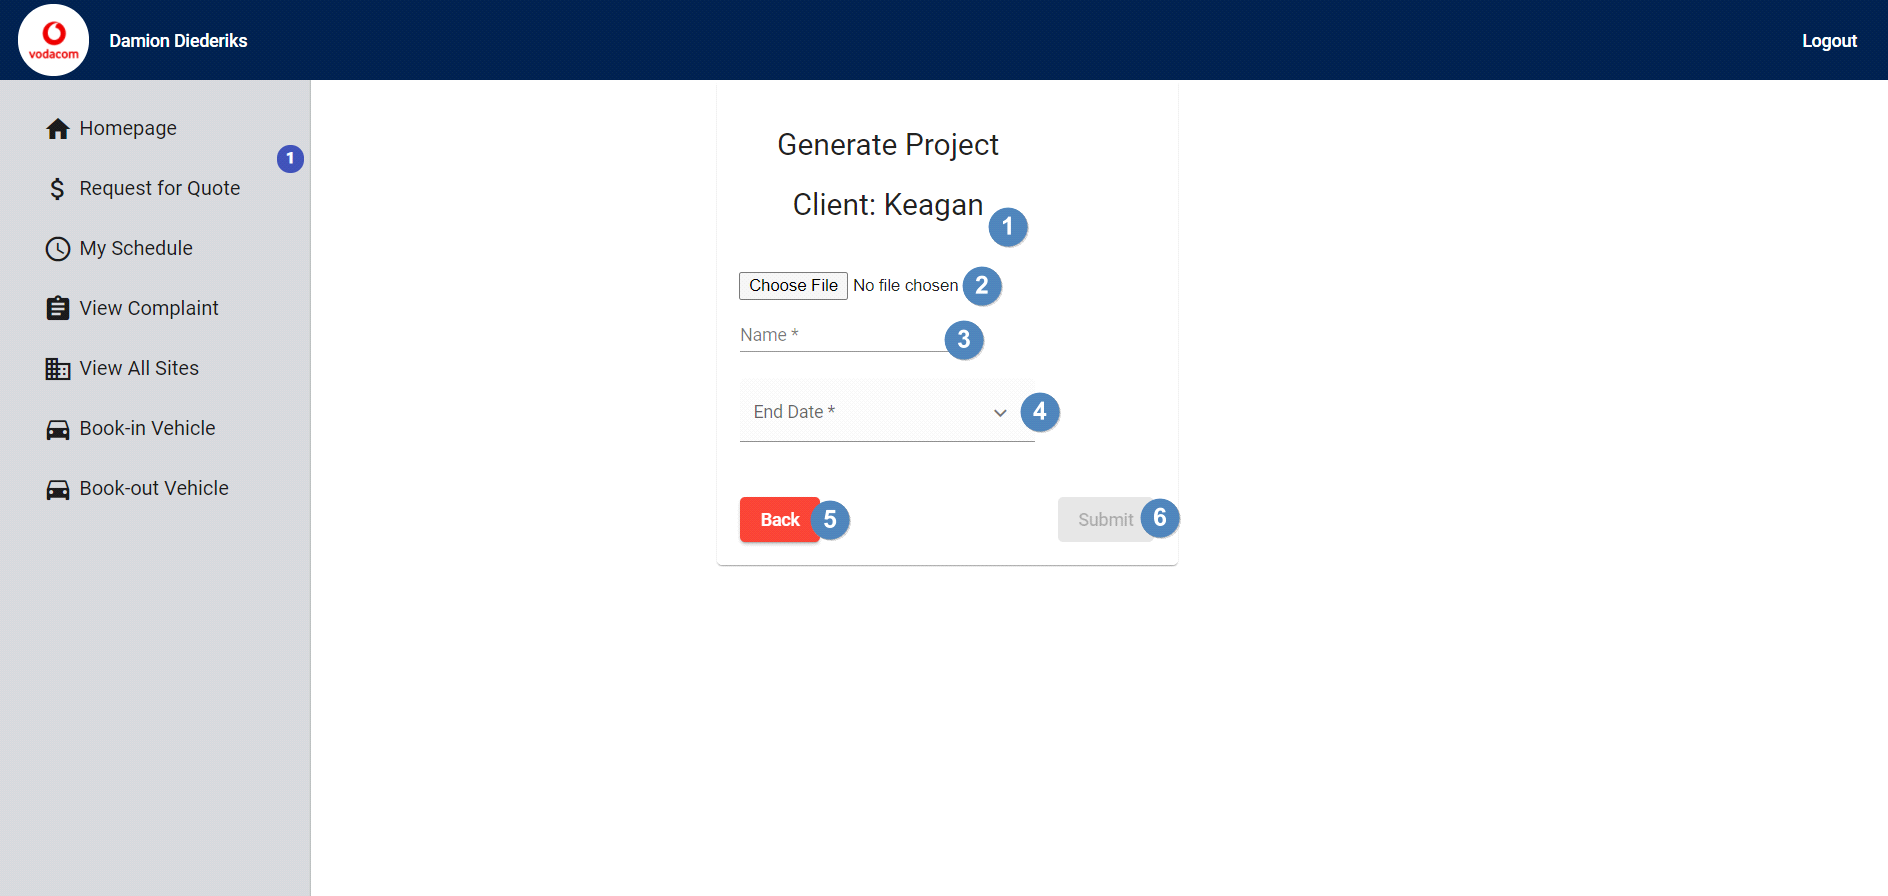 vodacom
Damion Diederiks
Logout
Homepage
1
Request for Quote
My Schedule
View Complaint
View All Sites
Book-in Vehicle
Book-out Vehicle
Generate Project
Client: Keagan
1
Choose File No file chosen 2
Name * 3
End Date * 4
Back 5
Submit 6